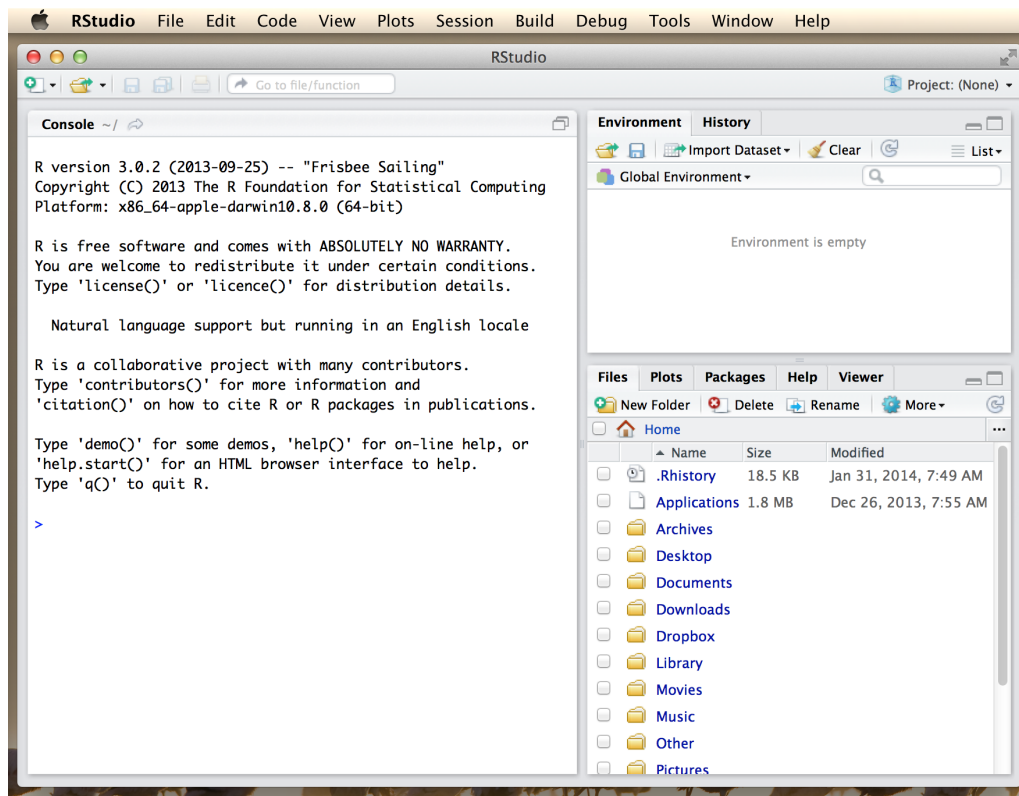 RStudio File Edit Code View Plots Session Build Debug Tools Window Help
RStudio
Go to file/function
Project: (None)
Console ~/
R version 3.0.2 (2013-09-25) -- "Frisbee Sailing"
Copyright (C) 2013 The R Foundation for Statistical Computing
Platform: x86_64-apple-darwin10.8.0 (64-bit)
R is free software and comes with ABSOLUTELY NO WARRANTY.
You are welcome to redistribute it under certain conditions.
Type 'license()' or 'licence()' for distribution details.
Natural language support but running in an English locale
R is a collaborative project with many contributors.
Type 'contributors()' for more information and
'citation()' on how to cite R or R packages in publications.
Type 'demo()' for some demos, 'help()' for on-line help, or
'help.start()' for an HTML browser interface to help.
Type 'q()' to quit R.
>
Environment History
Import Dataset Clear List
Global Environment
Environment is empty
Files Plots Packages Help Viewer
New Folder Delete Rename More
Home ...
Name Size Modified
.Rhistory 18.5 KB Jan 31, 2014, 7:49 AM
Applications 1.8 MB Dec 26, 2013, 7:55 AM
Archives
Desktop
Documents
Downloads
Dropbox
Library
Movies
Music
Other
Pictures